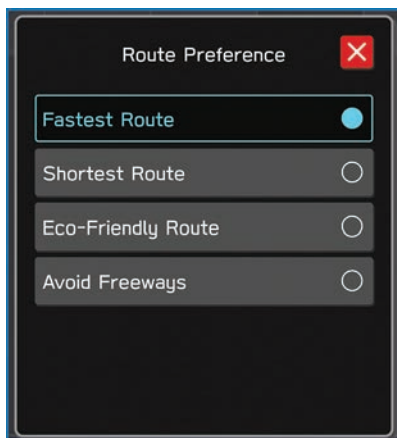 Route Preference
Fastest Route
Shortest Route
Eco-Friendly Route
Avoid Freeways